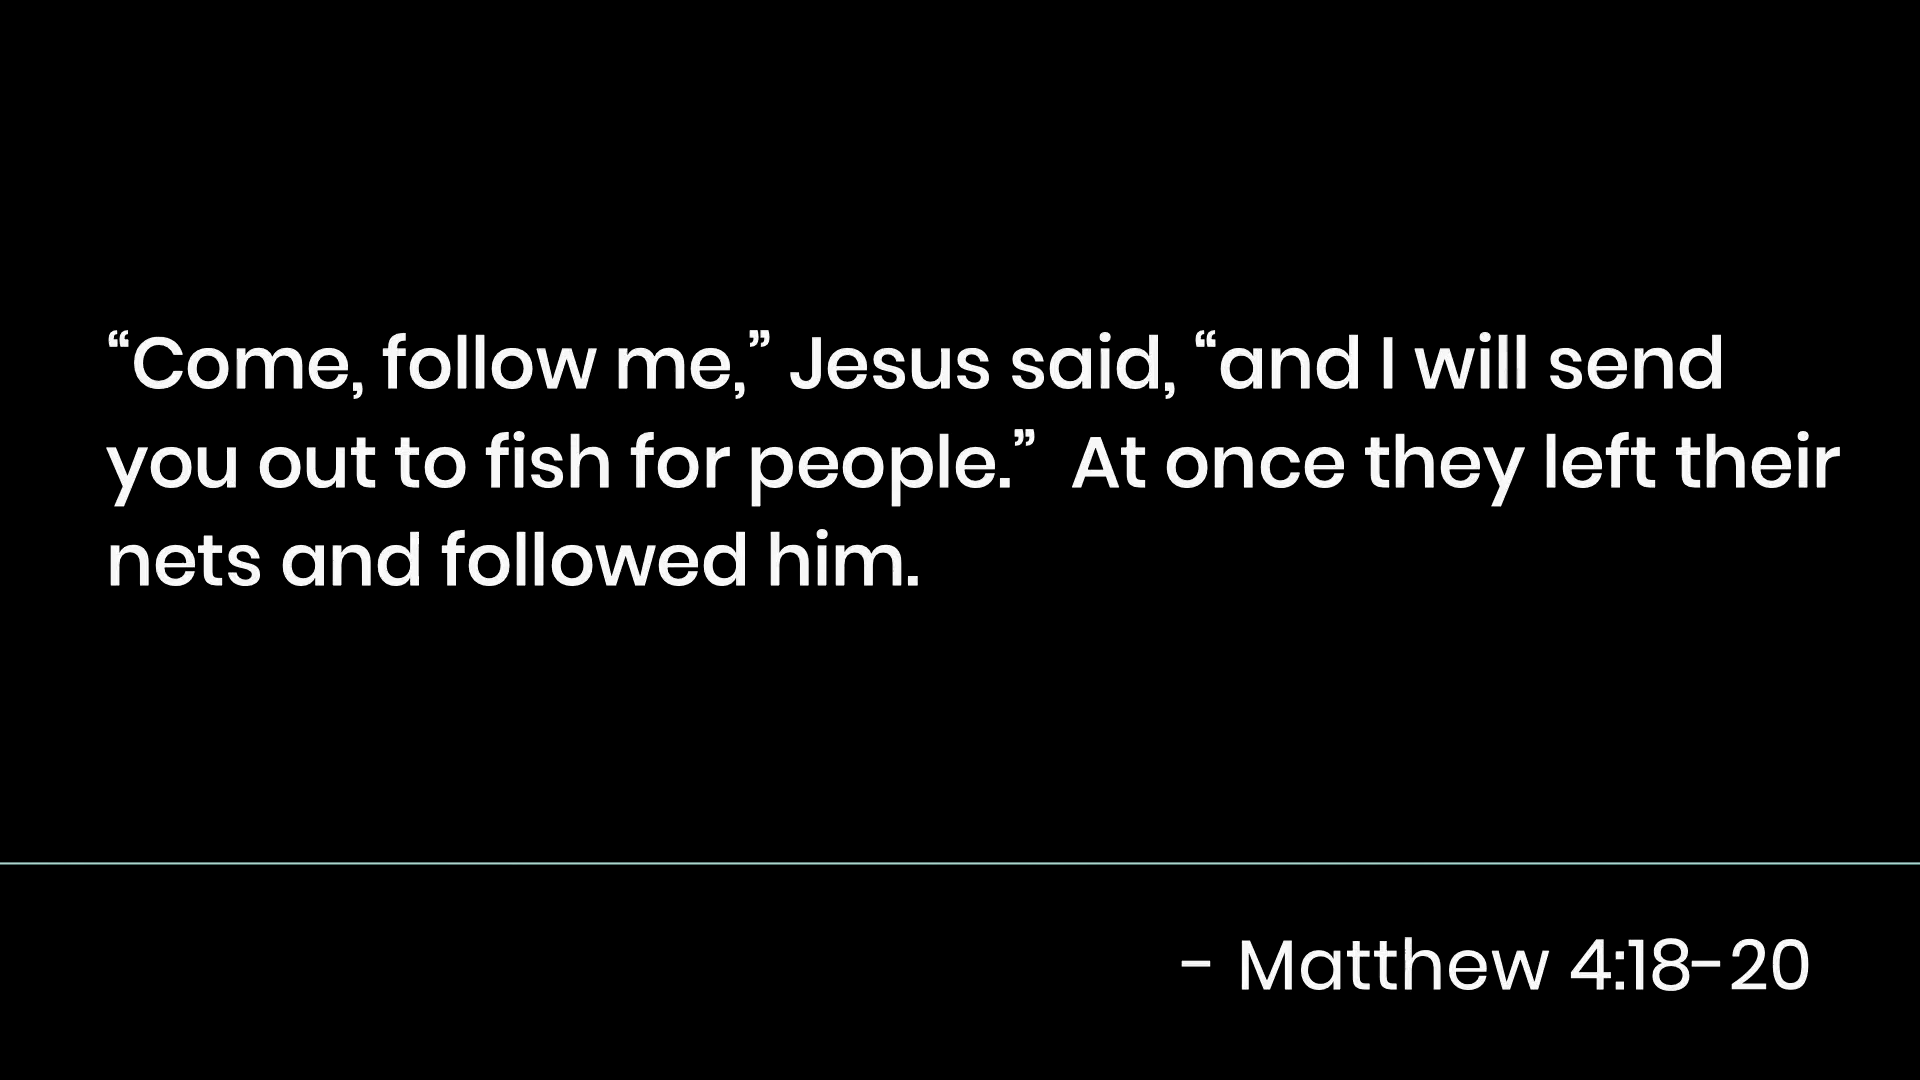 “Come, follow me,” Jesus said, “and I will send
you out to fish for people.”  At once they left their
nets and followed him.
- Matthew 4:18-20